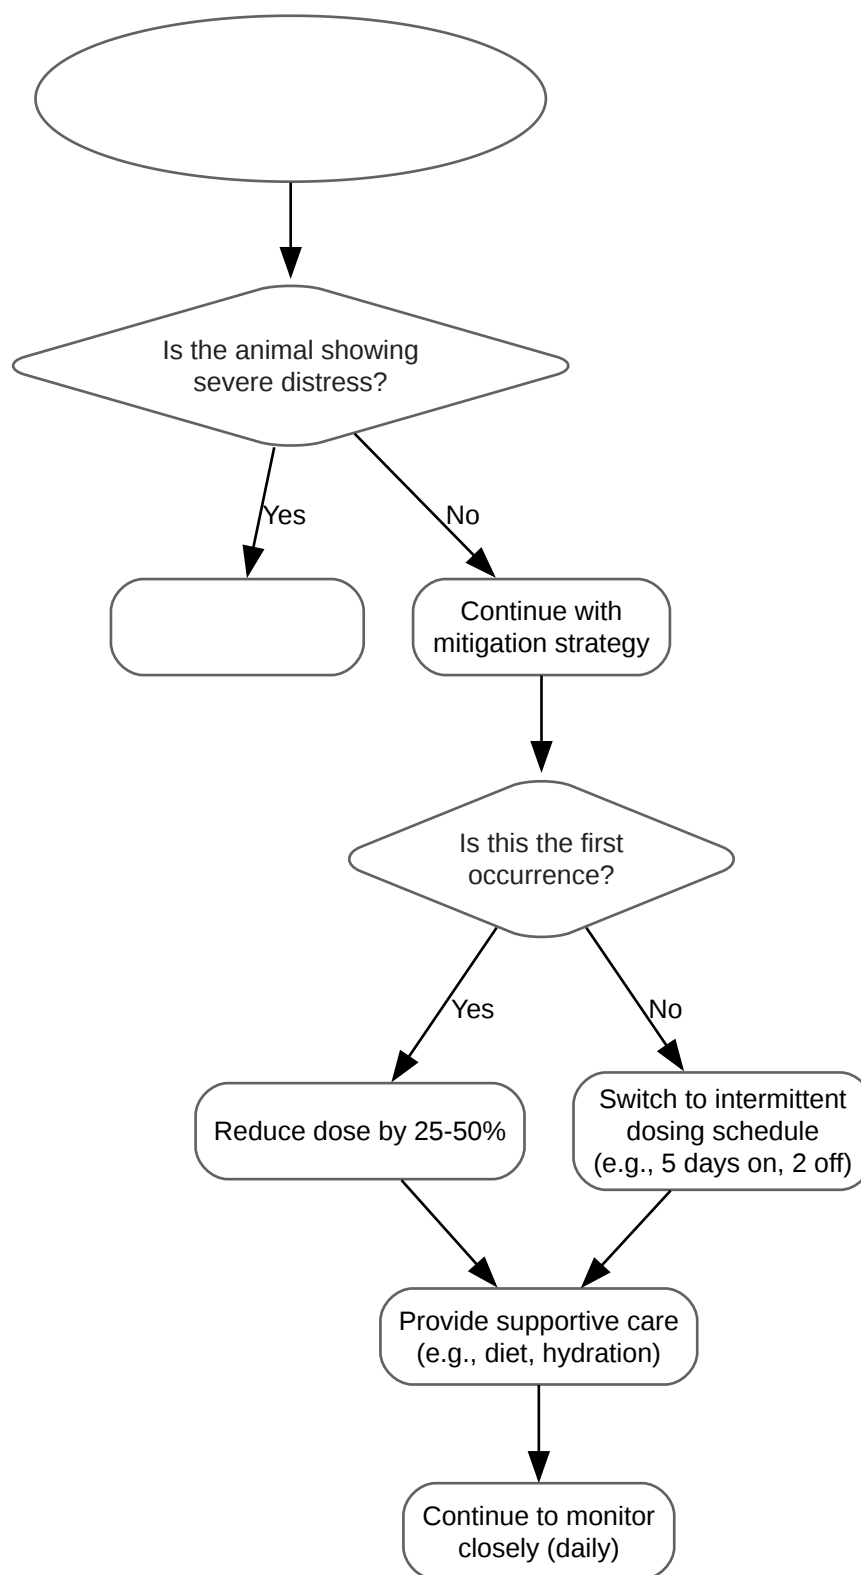 Is the animal showing
severe distress?
Yes
No
Continue with
mitigation strategy
Is this the first
occurrence?
Yes
No
Reduce dose by 25-50%
Switch to intermittent
dosing schedule
(e.g., 5 days on, 2 off)
Provide supportive care
(e.g., diet, hydration)
Continue to monitor
closely (daily)